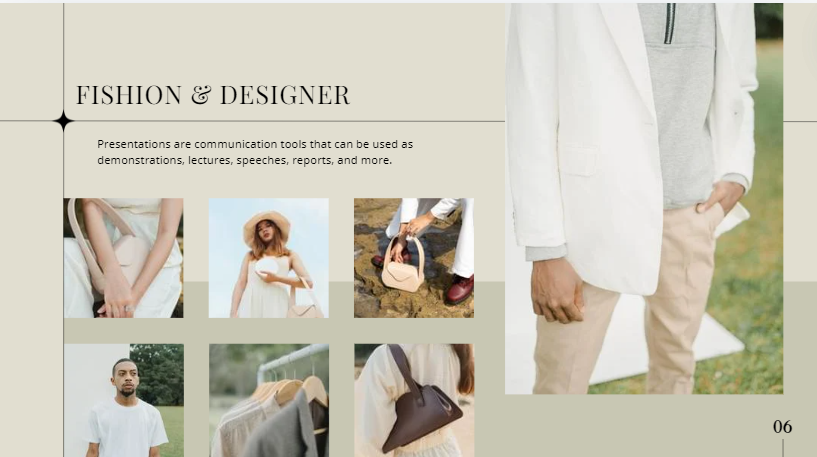 FISHION & DESIGNER
Presentations are communication tools that can be used as
demonstrations, lectures, speeches, reports, and more.
06